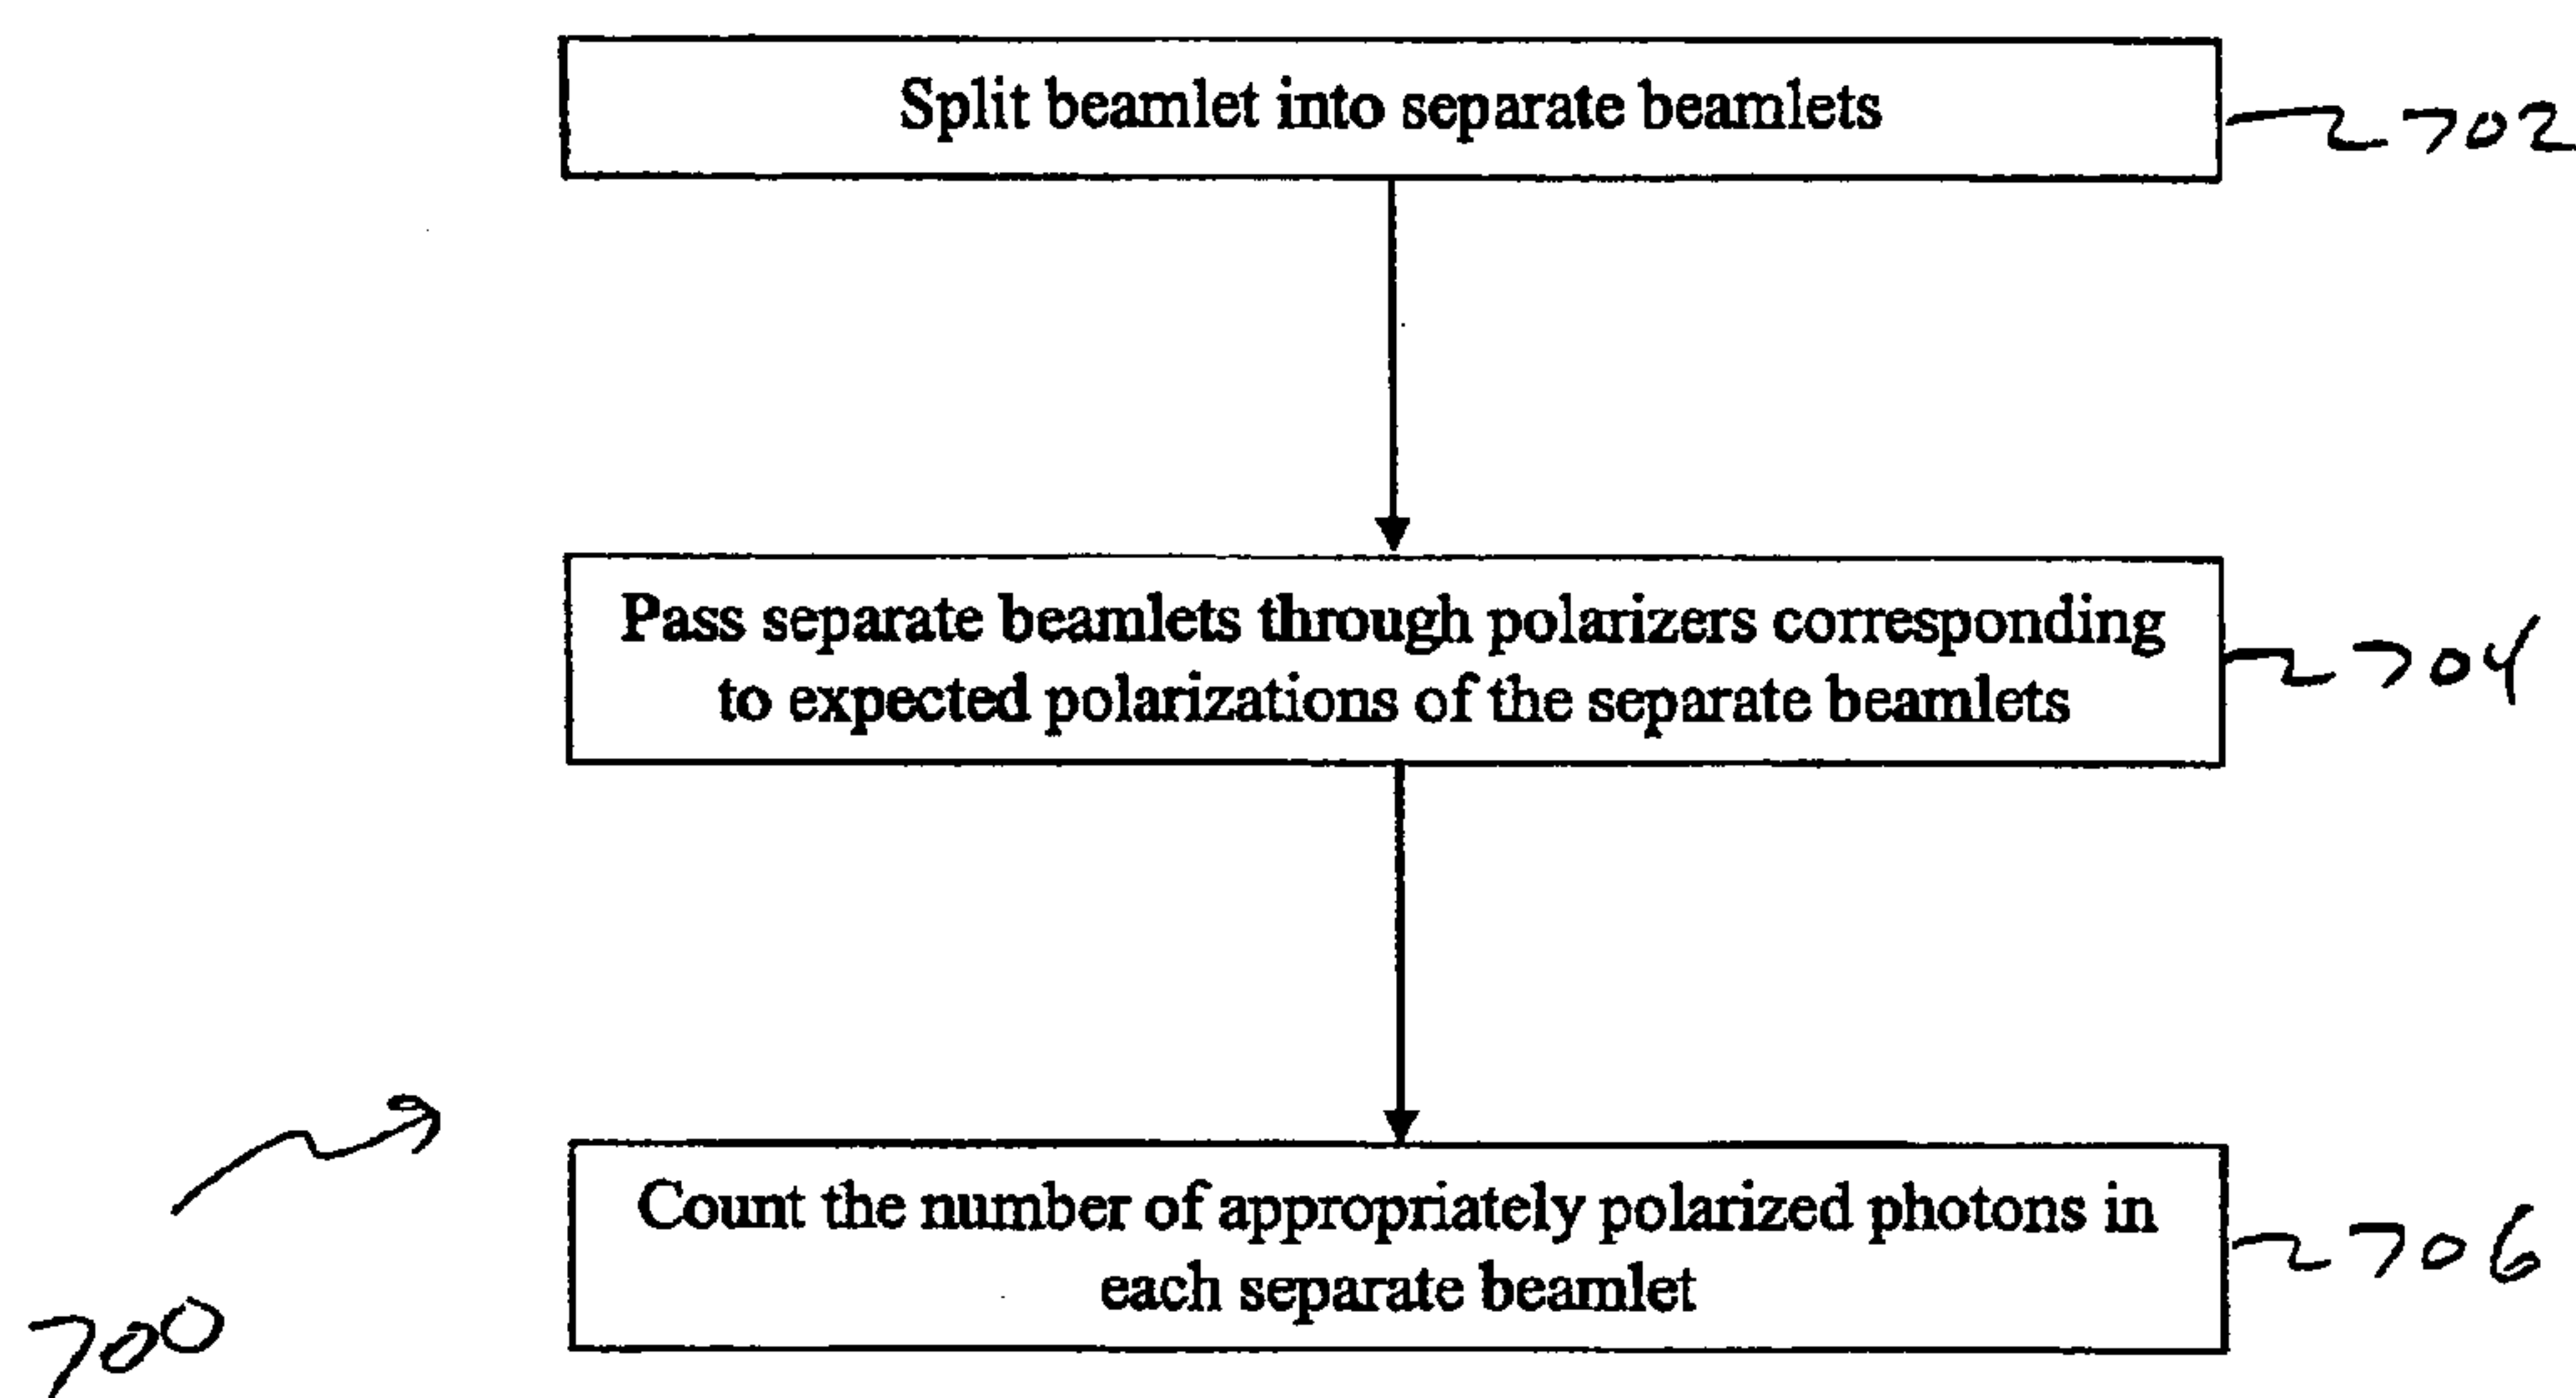 Split beamlet into separate beamlets
702
Pass separate beamlets through polarizers corresponding
to expected polarizations of the separate beamlets
704
Count the number of appropriately polarized photons in
each separate beamlet
706
700